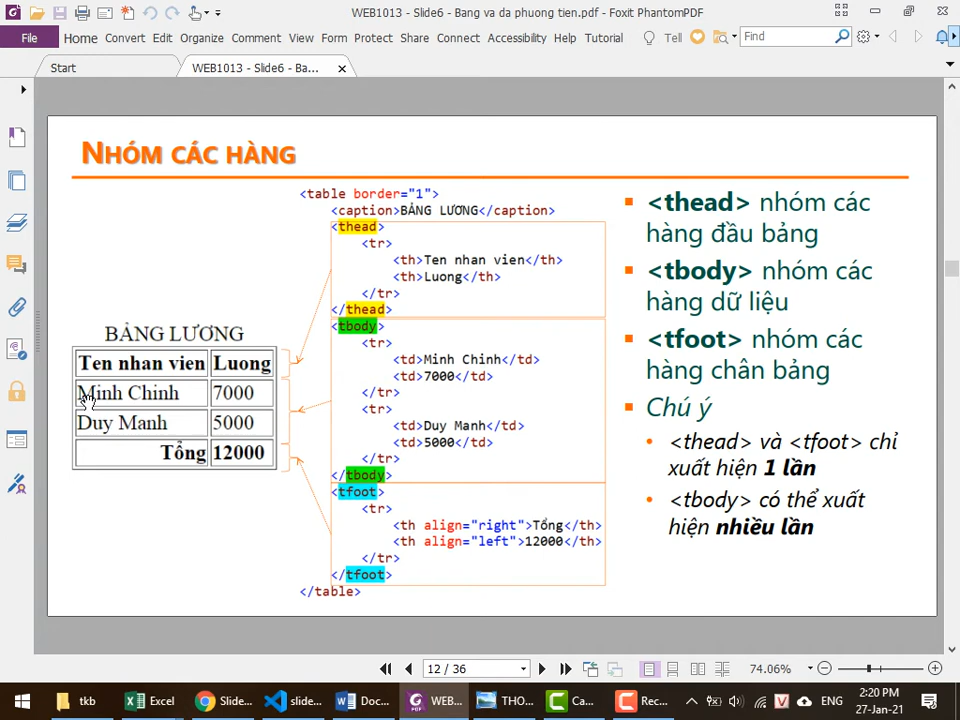 WEB1013 - Slide6 - Bang va da phuong tien.pdf - Foxit PhantomPDF
File Home Convert Edit Organize Comment View Form Protect Share Connect Accessibility Help Tutorial Tell Find
Start WEB1013 - Slide6 - Ba...
NHÓM CÁC HÀNG
BẢNG LƯƠNG
Ten nhan vien Luong
Minh Chinh 7000
Duy Manh 5000
Tổng 12000
<table border="1">
<caption>BẢNG LƯƠNG</caption>
<thead>
<tr>
<th>Ten nhan vien</th>
<th>Luong</th>
</tr>
</thead>
<tbody>
<tr>
<td>Minh Chinh</td>
<td>7000</td>
</tr>
<tr>
<td>Duy Manh</td>
<td>5000</td>
</tr>
</tbody>
<tfoot>
<tr>
<th align="right">Tổng</th>
<th align="left">12000</th>
</tr>
</tfoot>
</table>
<thead> nhóm các
hàng đầu bảng
<tbody> nhóm các
hàng dữ liệu
<tfoot> nhóm các
hàng chân bảng
Chú ý
<thead> và <tfoot> chỉ
xuất hiện 1 lần
<tbody> có thể xuất
hiện nhiều lần
12 / 36
74.06%
tkb Excel Slide... slide... Doc... WEB... THO... Ca... Rec... ENG
2:20 PM
27-Jan-21